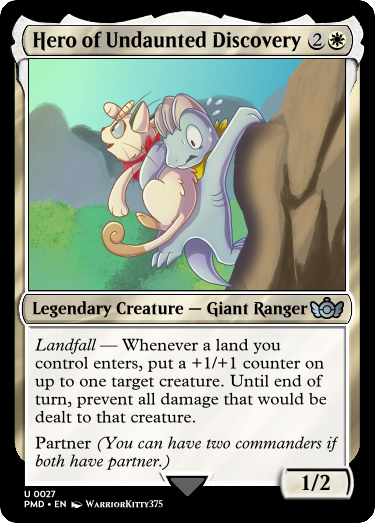 Hero of Undaunted Discovery 2
Legendary Creature — Giant Ranger
Landfall — Whenever a land you
control enters, put a +1/+1 counter on
up to one target creature. Until end of
turn, prevent all damage that would be
dealt to that creature.
Partner (You can have two commanders if
both have partner.)
1/2
U 0027
PMD • EN WarriorKitty375